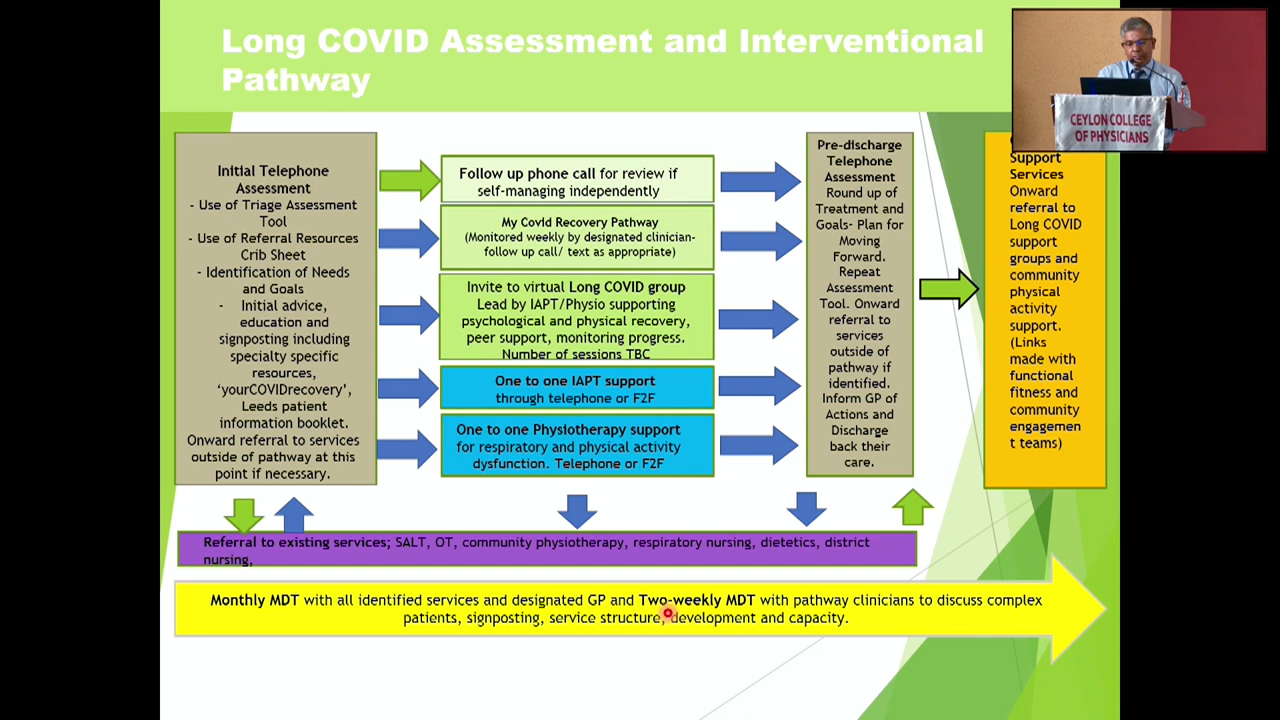 Long COVID Assessment and Interventional
Pathway
CEYLON COLLEGE
OF PHYSICIANS
Initial Telephone
Assessment
- Use of Triage Assessment
Tool
- Use of Referral Resources
Crib Sheet
- Identification of Needs
and Goals
- Initial advice,
education and
signposting including
specialty specific
resources,
‘yourCOVIDrecovery’,
Leeds patient
information booklet.
Onward referral to services
outside of pathway at this
point if necessary.
Follow up phone call for review if
self-managing independently
My Covid Recovery Pathway
(Monitored weekly by designated clinician-
follow up call/ text as appropriate)
Invite to virtual Long COVID group
Lead by IAPT/Physio supporting
psychological and physical recovery,
peer support, monitoring progress.
Number of sessions TBC
One to one IAPT support
through telephone or F2F
One to one Physiotherapy support
for respiratory and physical activity
dysfunction. Telephone or F2F
Pre-discharge
Telephone
Assessment
Round up of
Treatment and
Goals- Plan for
Moving
Forward.
Repeat
Assessment
Tool. Onward
referral to
services
outside of
pathway if
identified.
Inform GP of
Actions and
Discharge
back their
care.
Support
Services
Onward
referral to
Long COVID
support
groups and
community
physical
activity
support.
(Links
made with
functional
fitness and
community
engagemen
t teams)
Referral to existing services; SALT, OT, community physiotherapy, respiratory nursing, dietetics, district
nursing,
Monthly MDT with all identified services and designated GP and Two-weekly MDT with pathway clinicians to discuss complex
patients, signposting, service structure, development and capacity.